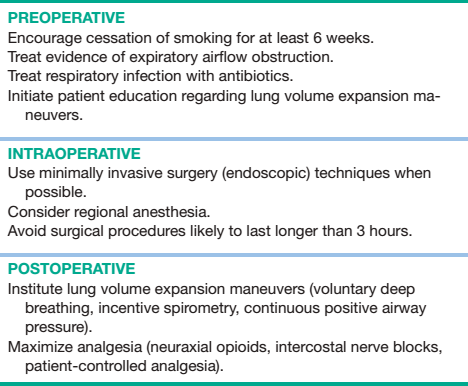 PREOPERATIVE
Encourage cessation of smoking for at least 6 weeks.
Treat evidence of expiratory airflow obstruction.
Treat respiratory infection with antibiotics.
Initiate patient education regarding lung volume expansion ma-
neuvers.
INTRAOPERATIVE
Use minimally invasive surgery (endoscopic) techniques when
possible.
Consider regional anesthesia.
Avoid surgical procedures likely to last longer than 3 hours.
POSTOPERATIVE
Institute lung volume expansion maneuvers (voluntary deep
breathing, incentive spirometry, continuous positive airway
pressure).
Maximize analgesia (neuraxial opioids, intercostal nerve blocks,
patient-controlled analgesia).